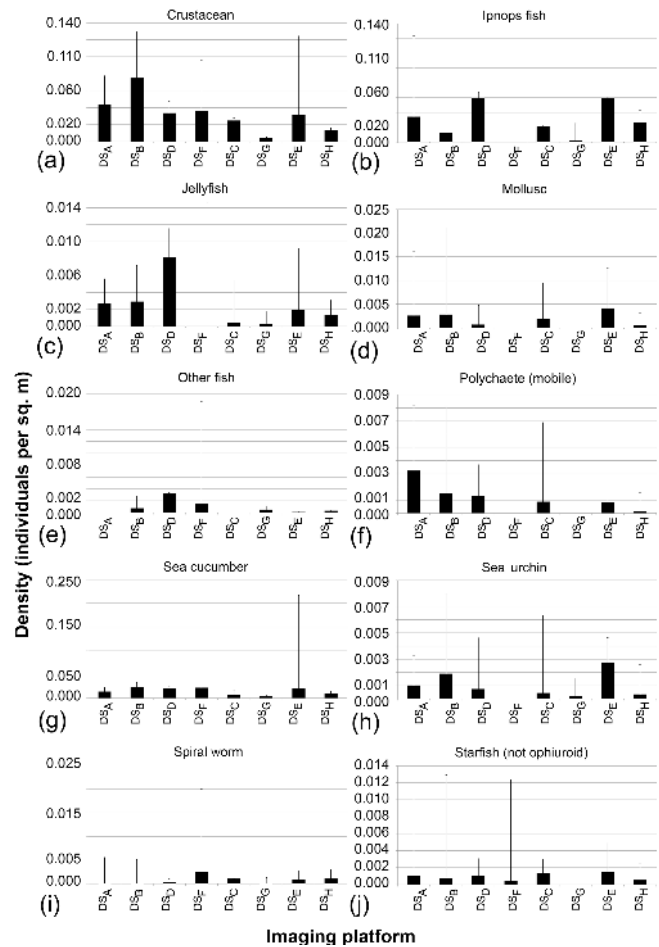 Crustacean
0.140
0.110
0.060
0.020
0.000
(a)
DSA DSB DSD DSF DSC DSG DSE DSH
Ipnops fish
0.140
0.110
0.060
0.020
0.000
(b)
DSA DSB DSD DSF DSC DSG DSE DSH
Jellyfish
0.014
0.010
0.006
0.002
0.000
(c)
DSA DSB DSD DSF DSC DSG DSE DSH
Mollusc
0.025
0.015
0.010
0.005
0.000
(d)
DSA DSB DSD DSF DSC DSG DSE DSH
Other fish
0.020
0.014
0.010
0.008
0.002
0.000
(e)
DSA DSB DSD DSF DSC DSG DSE DSH
Polychaete (mobile)
0.009
0.007
0.005
0.003
0.001
0.000
(f)
DSA DSB DSD DSF DSC DSG DSE DSH
Sea cucumber
0.250
0.150
0.050
0.000
(g)
DSA DSB DSD DSF DSC DSG DSE DSH
Sea urchin
0.009
0.007
0.005
0.003
0.001
0.000
(h)
DSA DSB DSD DSF DSC DSG DSE DSH
Spiral worm
0.025
0.015
0.005
0.000
(i)
DSA DSB DSD DSF DSC DSG DSE DSH
Starfish (not ophiuroid)
0.014
0.012
0.010
0.008
0.006
0.004
0.002
0.000
(j)
DSA DSB DSD DSF DSC DSG DSE DSH
Density (individuals per sq. m)
Imaging platform